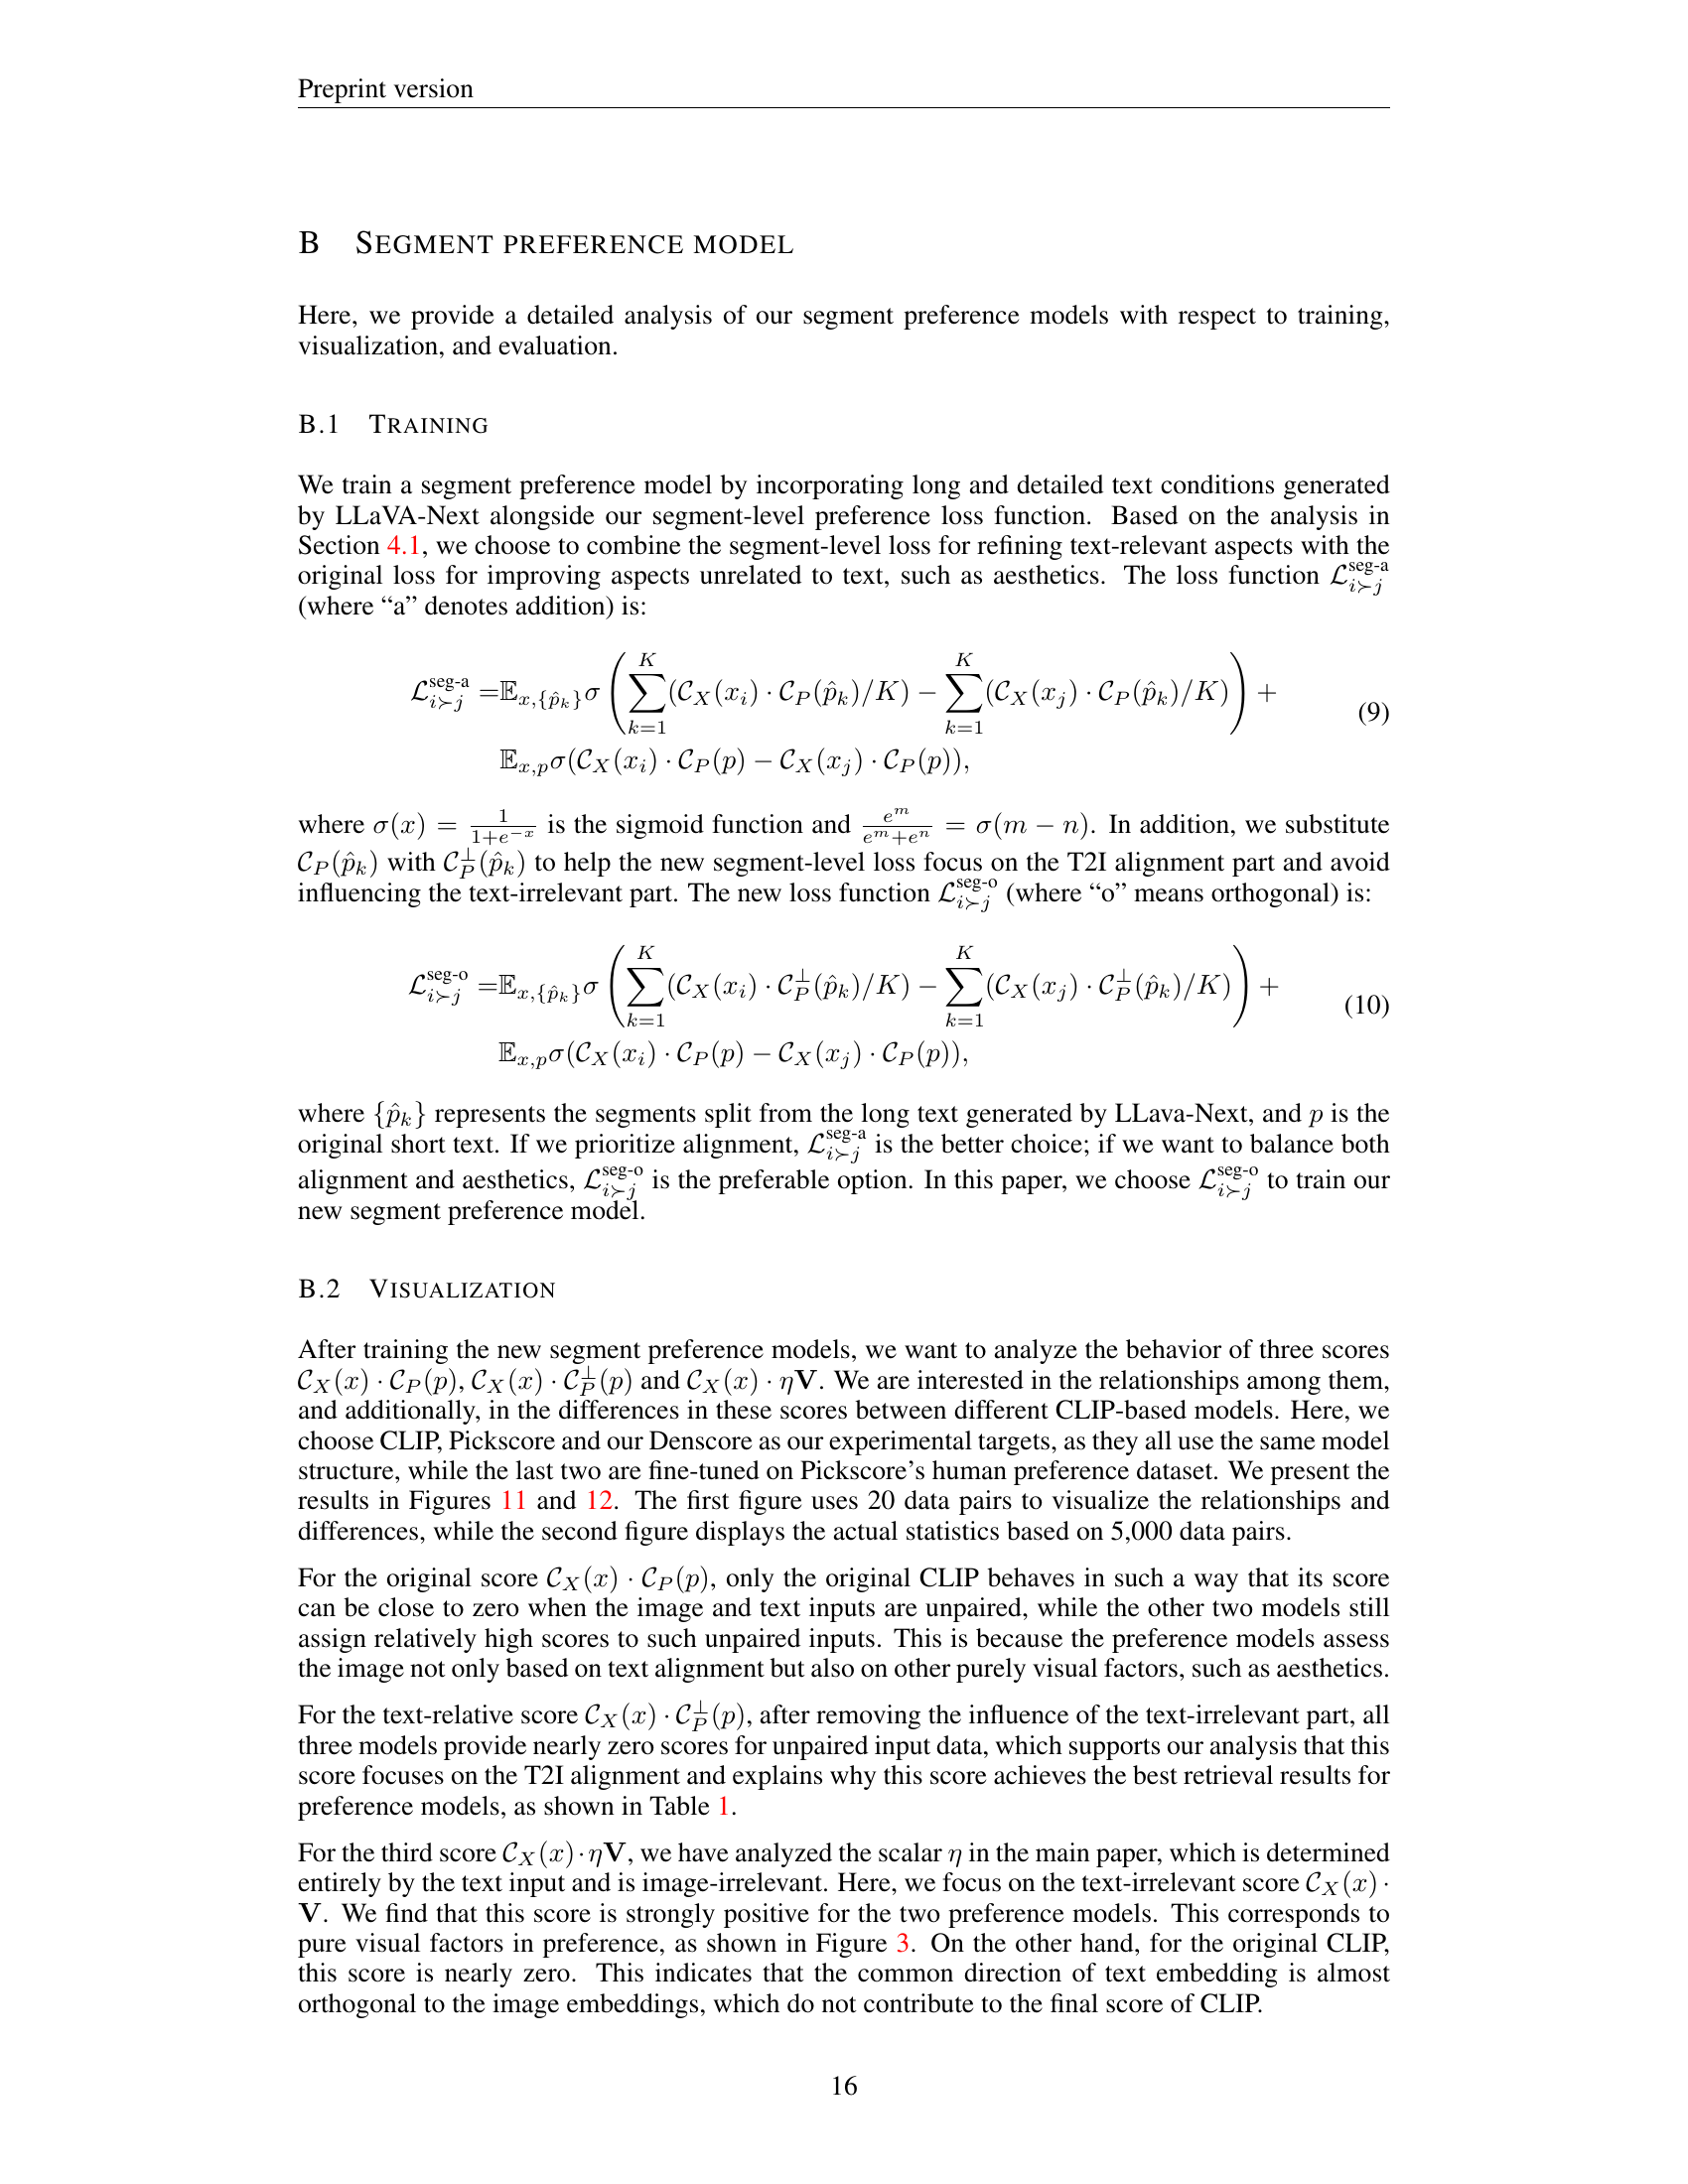 Preprint version
B SEGMENT PREFERENCE MODEL
Here, we provide a detailed analysis of our segment preference models with respect to training,
visualization, and evaluation.
B.1 TRAINING
We train a segment preference model by incorporating long and detailed text conditions generated
by LLaVA-Next alongside our segment-level preference loss function. Based on the analysis in
Section 4.1, we choose to combine the segment-level loss for refining text-relevant aspects with the
original loss for improving aspects unrelated to text, such as aesthetics. The loss function $\mathcal{L}_{i \succ j}^{\text{seg-a}}$
(where “a” denotes addition) is:
$\mathcal{L}_{i \succ j}^{\text{seg-a}} = \mathbb{E}_{x,\{\hat{p}_k\}} \sigma \left( \sum_{k=1}^{K} (\mathcal{C}_X(x_i) \cdot \mathcal{C}_P(\hat{p}_k)/K) - \sum_{k=1}^{K} (\mathcal{C}_X(x_j) \cdot \mathcal{C}_P(\hat{p}_k)/K) \right) +$
$\mathbb{E}_{x,p} \sigma(\mathcal{C}_X(x_i) \cdot \mathcal{C}_P(p) - \mathcal{C}_X(x_j) \cdot \mathcal{C}_P(p)),$ (9)
where $\sigma(x) = \frac{1}{1+e^{-x}}$ is the sigmoid function and $\frac{e^m}{e^m+e^n} = \sigma(m - n)$. In addition, we substitute
$\mathcal{C}_P(\hat{p}_k)$ with $\mathcal{C}_P^{\perp}(\hat{p}_k)$ to help the new segment-level loss focus on the T2I alignment part and avoid
influencing the text-irrelevant part. The new loss function $\mathcal{L}_{i \succ j}^{\text{seg-o}}$ (where “o” means orthogonal) is:
$\mathcal{L}_{i \succ j}^{\text{seg-o}} = \mathbb{E}_{x,\{\hat{p}_k\}} \sigma \left( \sum_{k=1}^{K} (\mathcal{C}_X(x_i) \cdot \mathcal{C}_P^{\perp}(\hat{p}_k)/K) - \sum_{k=1}^{K} (\mathcal{C}_X(x_j) \cdot \mathcal{C}_P^{\perp}(\hat{p}_k)/K) \right) +$
$\mathbb{E}_{x,p} \sigma(\mathcal{C}_X(x_i) \cdot \mathcal{C}_P(p) - \mathcal{C}_X(x_j) \cdot \mathcal{C}_P(p)),$ (10)
where $\{\hat{p}_k\}$ represents the segments split from the long text generated by LLava-Next, and $p$ is the
original short text. If we prioritize alignment, $\mathcal{L}_{i \succ j}^{\text{seg-a}}$ is the better choice; if we want to balance both
alignment and aesthetics, $\mathcal{L}_{i \succ j}^{\text{seg-o}}$ is the preferable option. In this paper, we choose $\mathcal{L}_{i \succ j}^{\text{seg-o}}$ to train our
new segment preference model.
B.2 VISUALIZATION
After training the new segment preference models, we want to analyze the behavior of three scores
$\mathcal{C}_X(x) \cdot \mathcal{C}_P(p)$, $\mathcal{C}_X(x) \cdot \mathcal{C}_P^{\perp}(p)$ and $\mathcal{C}_X(x) \cdot \eta\mathbf{V}$. We are interested in the relationships among them,
and additionally, in the differences in these scores between different CLIP-based models. Here, we
choose CLIP, Pickscore and our Denscore as our experimental targets, as they all use the same model
structure, while the last two are fine-tuned on Pickscore’s human preference dataset. We present the
results in Figures 11 and 12. The first figure uses 20 data pairs to visualize the relationships and
differences, while the second figure displays the actual statistics based on 5,000 data pairs.
For the original score $\mathcal{C}_X(x) \cdot \mathcal{C}_P(p)$, only the original CLIP behaves in such a way that its score
can be close to zero when the image and text inputs are unpaired, while the other two models still
assign relatively high scores to such unpaired inputs. This is because the preference models assess
the image not only based on text alignment but also on other purely visual factors, such as aesthetics.
For the text-relative score $\mathcal{C}_X(x) \cdot \mathcal{C}_P^{\perp}(p)$, after removing the influence of the text-irrelevant part, all
three models provide nearly zero scores for unpaired input data, which supports our analysis that this
score focuses on the T2I alignment and explains why this score achieves the best retrieval results for
preference models, as shown in Table 1.
For the third score $\mathcal{C}_X(x) \cdot \eta\mathbf{V}$, we have analyzed the scalar $\eta$ in the main paper, which is determined
entirely by the text input and is image-irrelevant. Here, we focus on the text-irrelevant score $\mathcal{C}_X(x) \cdot$
$\mathbf{V}$. We find that this score is strongly positive for the two preference models. This corresponds to
pure visual factors in preference, as shown in Figure 3. On the other hand, for the original CLIP,
this score is nearly zero. This indicates that the common direction of text embedding is almost
orthogonal to the image embeddings, which do not contribute to the final score of CLIP.
16